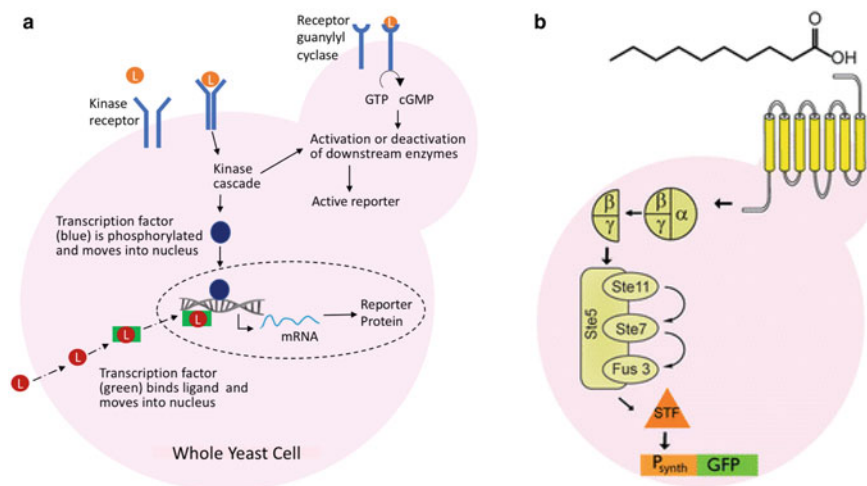 a
L
Kinase
receptor
L
Receptor
guanylyl
cyclase
L
GTP cGMP
Kinase
cascade
Activation or deactivation
of downstream enzymes
Active reporter
Transcription factor
(blue) is phosphorylated
and moves into nucleus
L
mRNA
Reporter
Protein
L
L
L
Transcription factor
(green) binds ligand and
moves into nucleus
Whole Yeast Cell
b
O
OH
β
γ
β
γ
α
Ste5
Ste11
Ste7
Fus 3
STF
Psynth GFP